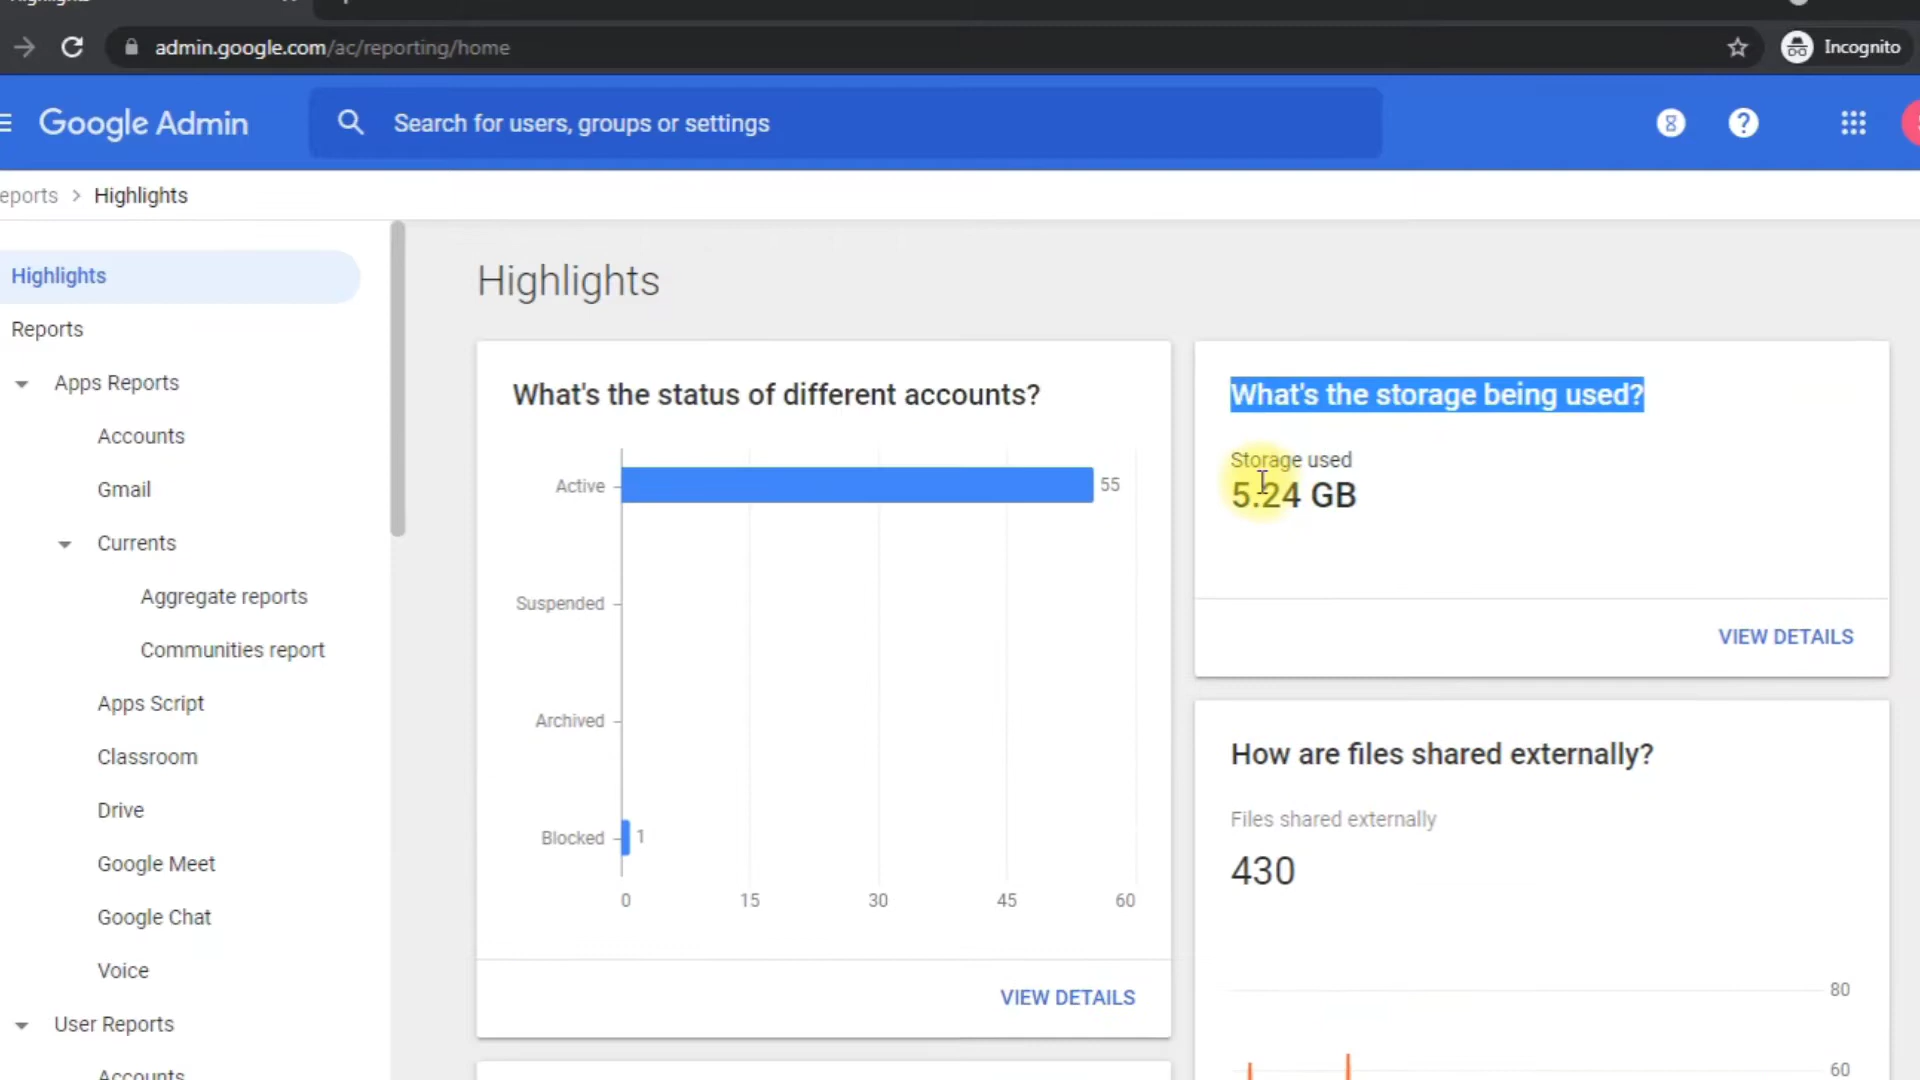 admin.google.com/ac/reporting/home
Incognito
Google Admin
Search for users, groups or settings
eports > Highlights
Highlights
Reports
Apps Reports
Accounts
Gmail
Currents
Aggregate reports
Communities report
Apps Script
Classroom
Drive
Google Meet
Google Chat
Voice
User Reports
Accounts
Highlights
What's the status of different accounts?
Active
55
Suspended
Archived
Blocked
1
0 15 30 45 60
VIEW DETAILS
What's the storage being used?
Storage used
5.24 GB
VIEW DETAILS
How are files shared externally?
Files shared externally
430
80
60